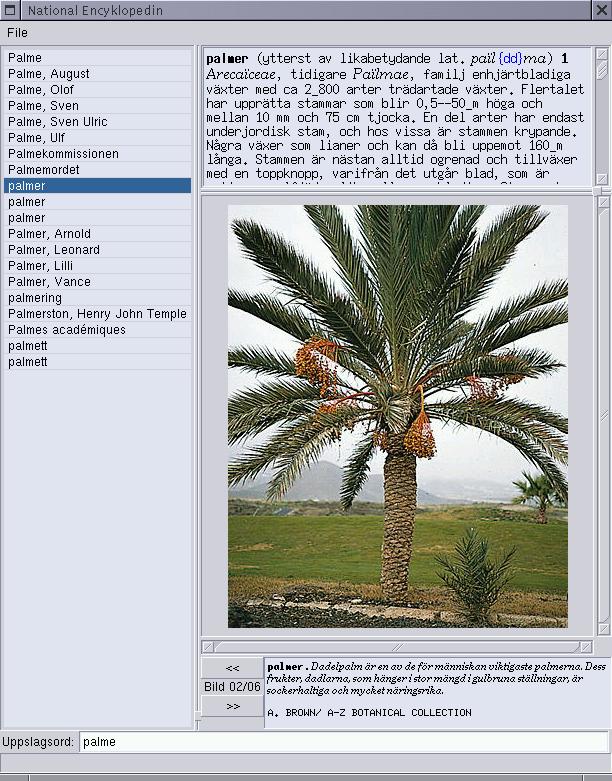 National Encyklopedin
File
Palme
Palme, August
Palme, Olof
Palme, Sven
Palme, Sven Ulric
Palme, Ulf
Palmekommissionen
Palmemordet
palmer
palmer
palmer
Palmer, Arnold
Palmer, Leonard
Palmer, Lilli
Palmer, Vance
palmering
Palmerston, Henry John Temple
Palmes académiques
palmett
palmett
palmer (ytterst av likabetydande lat. païl{dd}ma) 1
Arecaïceae, tidigare Païlmae, familj enhjärtbladiga
växter med ca 2_800 arter trädartade växter. Flertalet
har upprätta stammar som blir 0,5--50_m höga och
mellan 10 mm och 75 cm tjocka. En del arter har endast
underjordisk stam, och hos vissa är stammen krypande.
Några växer som lianer och kan då bli uppemot 160_m
långa. Stammen är nästan alltid ogrenad och tillväxer
med en toppknopp, varifrån det utgår blad, som är
<<
Bild 02/06
>>
palmer. Dadelpalm är en av de för människan viktigaste palmerna. Dess
frukter, dadlarna, som hänger i stor mängd i gulbruna ställningar, är
sockerhaltiga och mycket näringsrika.
A. BROWN/ A-Z BOTANICAL COLLECTION
Uppslagsord: palme